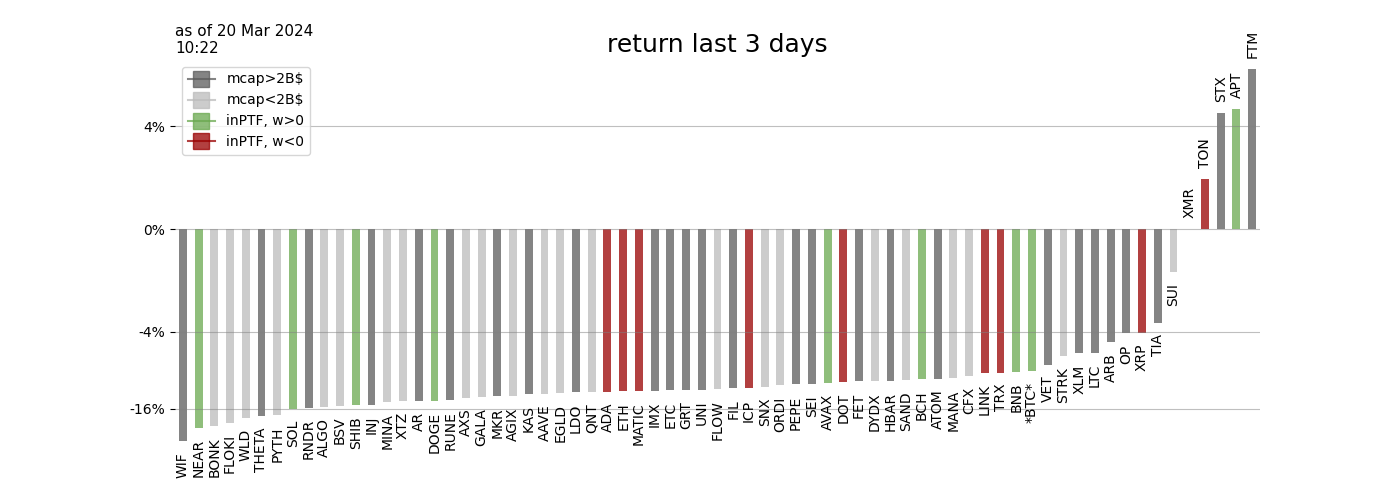 as of 20 Mar 2024
10:22
return last 3 days
mcap>2B$
mcap<2B$
inPTF, w>0
inPTF, w<0
4%
0%
-4%
-16%
WIF
NEAR
BONK
FLOKI
WLD
THETA
PYTH
SOL
RNDR
ALGO
BSV
SHIB
INJ
MINA
XTZ
AR
DOGE
RUNE
AXS
GALA
MKR
AGIX
KAS
AAVE
EGLD
LDO
QNT
ADA
ETH
MATIC
IMX
ETC
GRT
UNI
FLOW
FIL
ICP
SNX
ORDI
PEPE
SEI
AVAX
DOT
FET
DYDX
HBAR
SAND
BCH
ATOM
MANA
CFX
LINK
TRX
BNB
*BTC*
VET
STRK
XLM
LTC
ARB
OP
XRP
TIA
SUI
XMR
TON
STX
APT
FTM